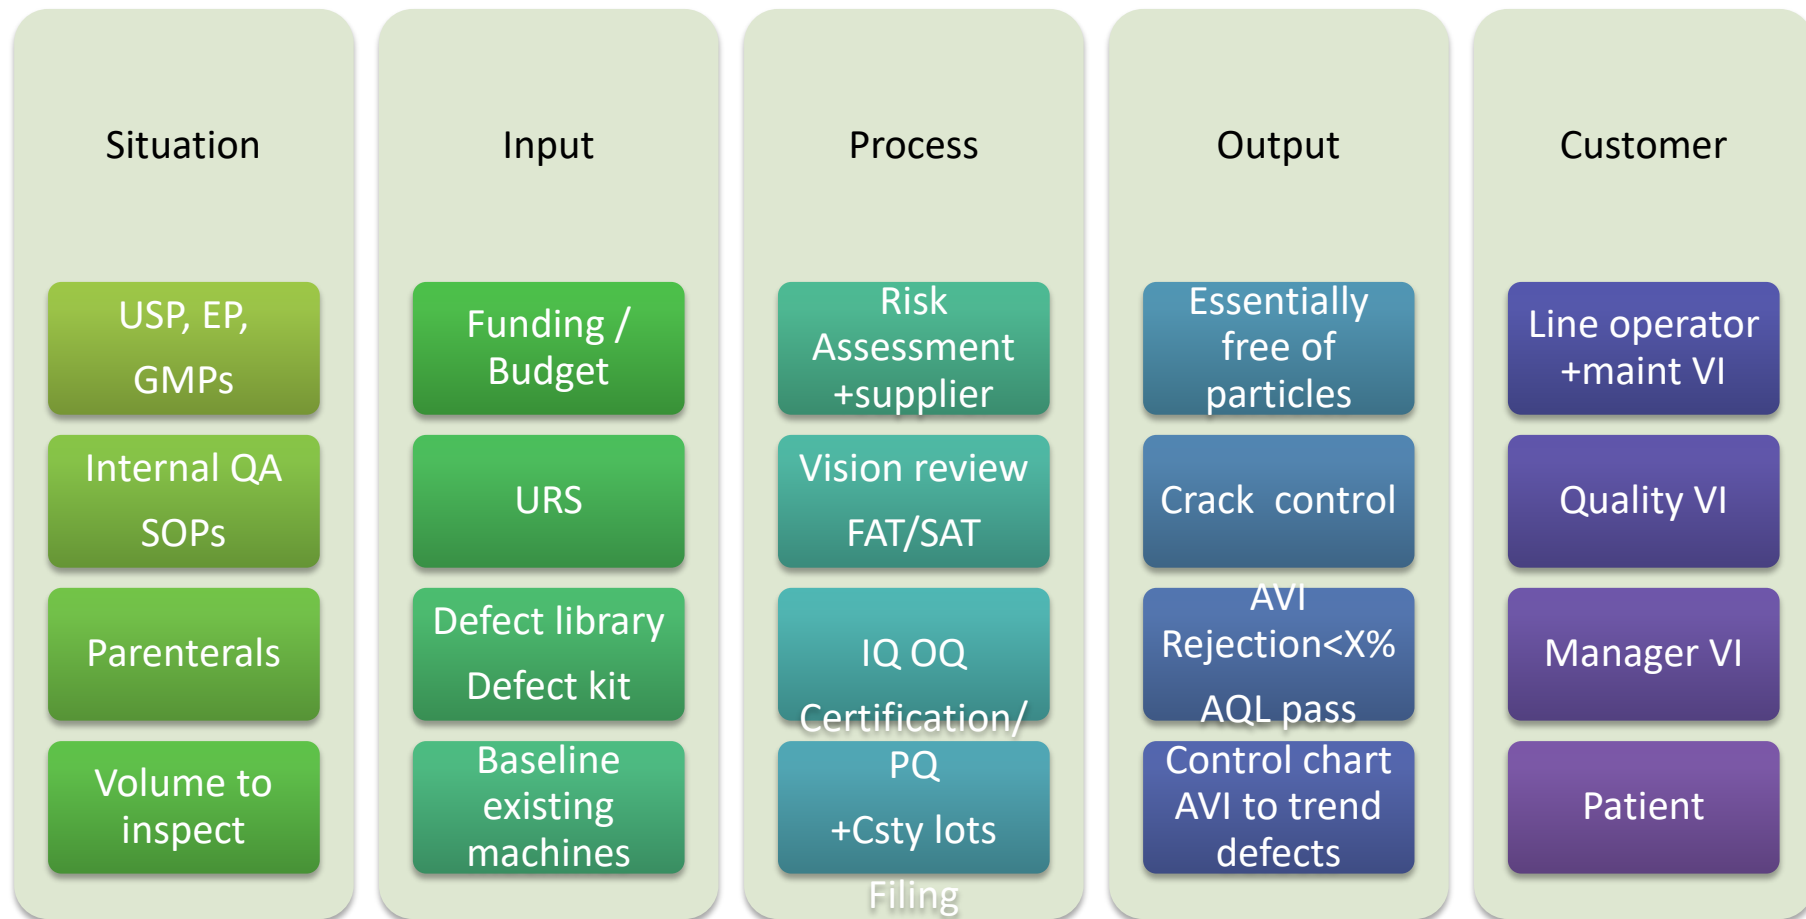 Situation
USP, EP,
GMPs
Internal QA
SOPs
Parenterals
Volume to
inspect
Input
Funding /
Budget
URS
Defect library
Defect kit
Baseline
existing
machines
Process
Risk
Assessment
+supplier
Vision review
FAT/SAT
IQ OQ
Certification/
PQ
+Csty lots
Filing
Output
Essentially
free of
particles
Crack  control
AVI
Rejection<X%
AQL pass
Control chart
AVI to trend
defects
Customer
Line operator
+maint VI
Quality VI
Manager VI
Patient